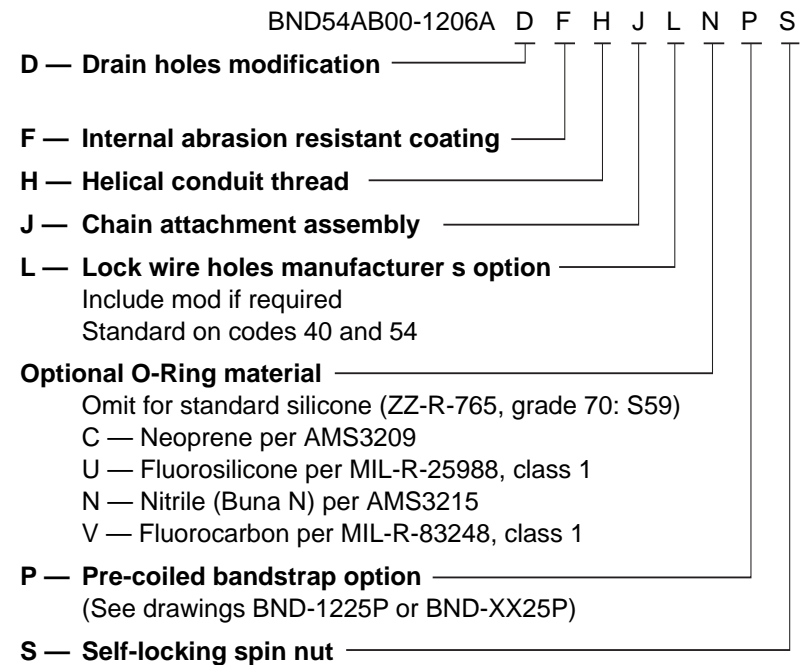 BND54AB00-1206A D F H J L N P S
D — Drain holes modification
F — Internal abrasion resistant coating
H — Helical conduit thread
J — Chain attachment assembly
L — Lock wire holes manufacturer s option
Include mod if required
Standard on codes 40 and 54
Optional O-Ring material
Omit for standard silicone (ZZ-R-765, grade 70: S59)
C — Neoprene per AMS3209
U — Fluorosilicone per MIL-R-25988, class 1
N — Nitrile (Buna N) per AMS3215
V — Fluorocarbon per MIL-R-83248, class 1
P — Pre-coiled bandstrap option
(See drawings BND-1225P or BND-XX25P)
S — Self-locking spin nut